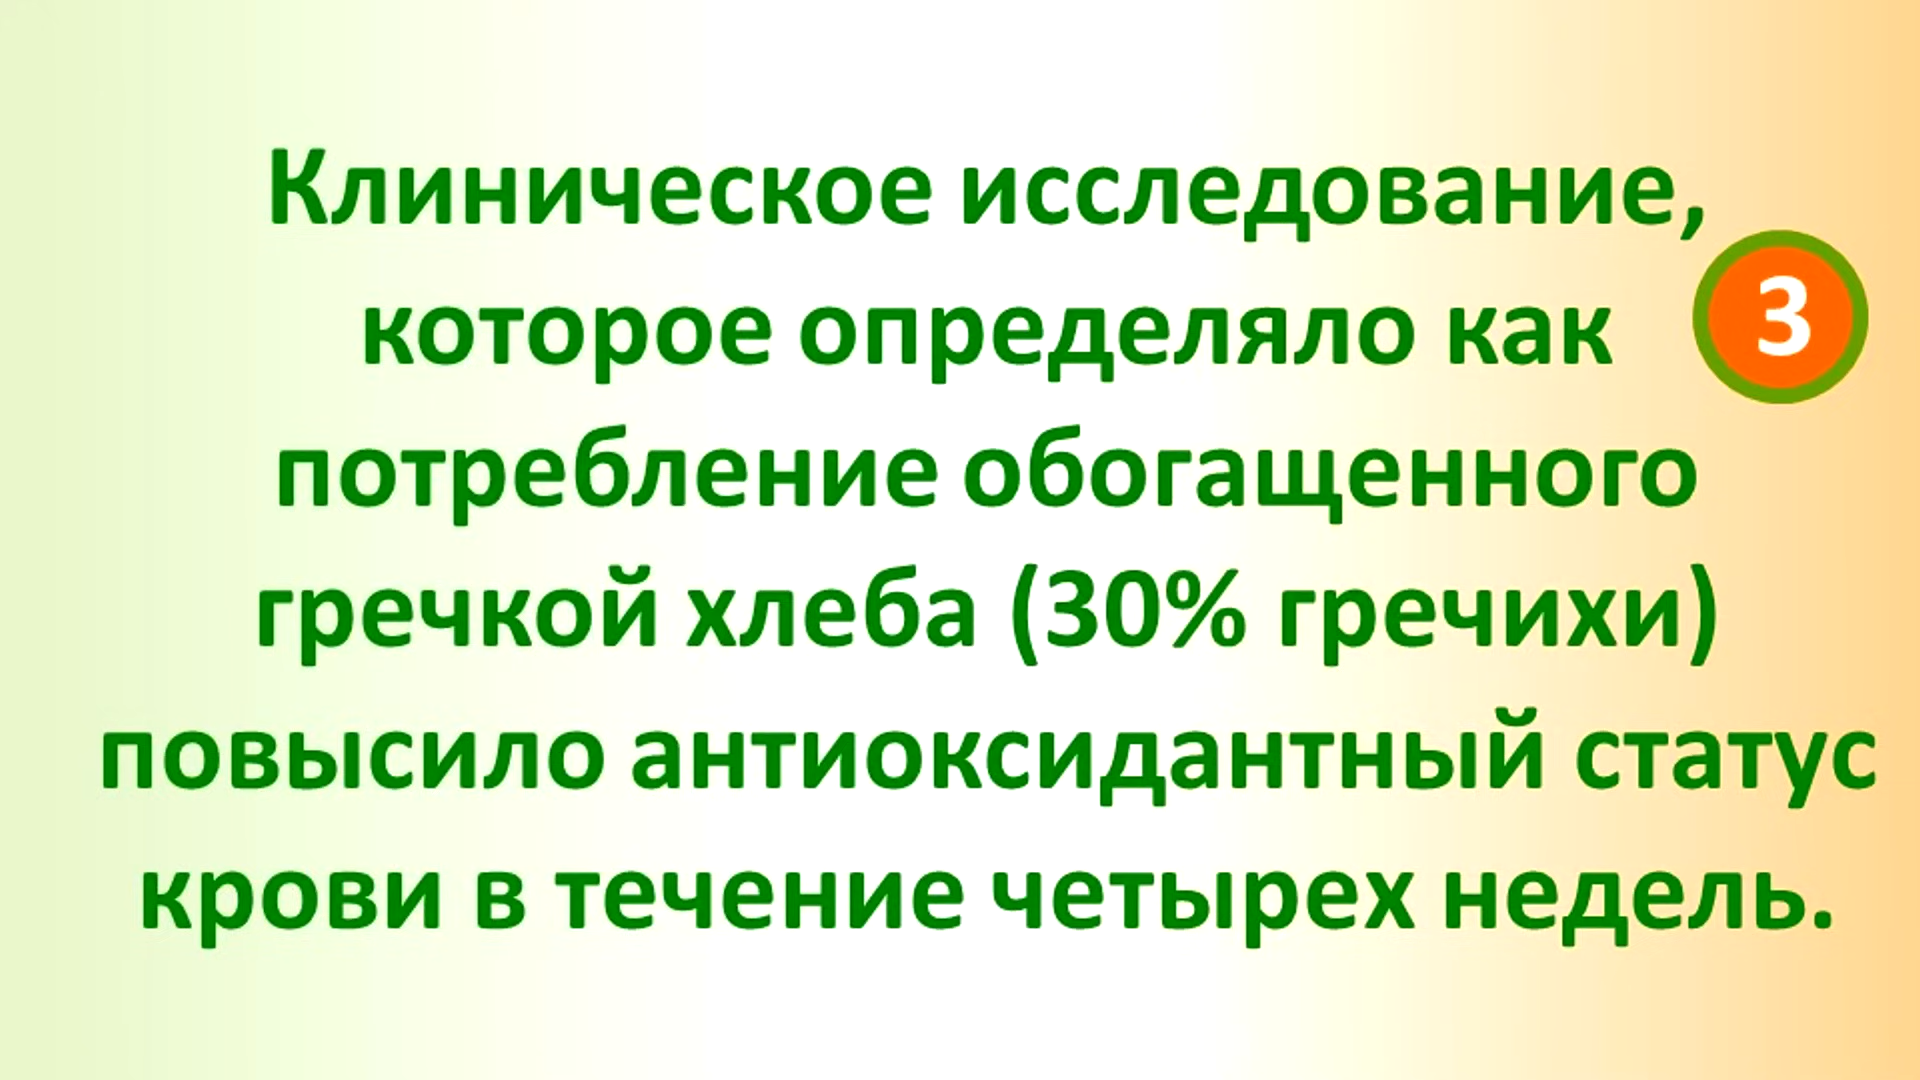 Клиническое исследование,
которое определяло как
3
потребление обогащенного
гречкой хлеба (30% гречихи)
повысило антиоксидантный статус
крови в течение четырех недель.